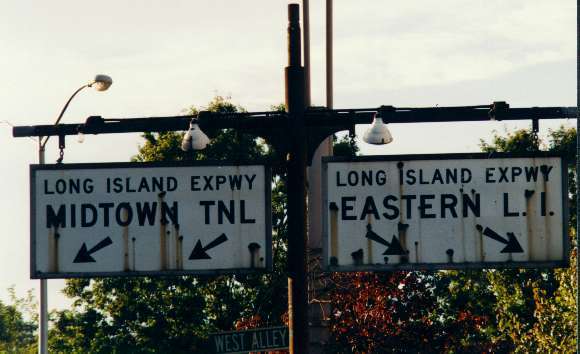 LONG ISLAND EXPWY
MIDTOWN TNL
LONG ISLAND EXPWY
EASTERN L. I.
WEST ALLEY